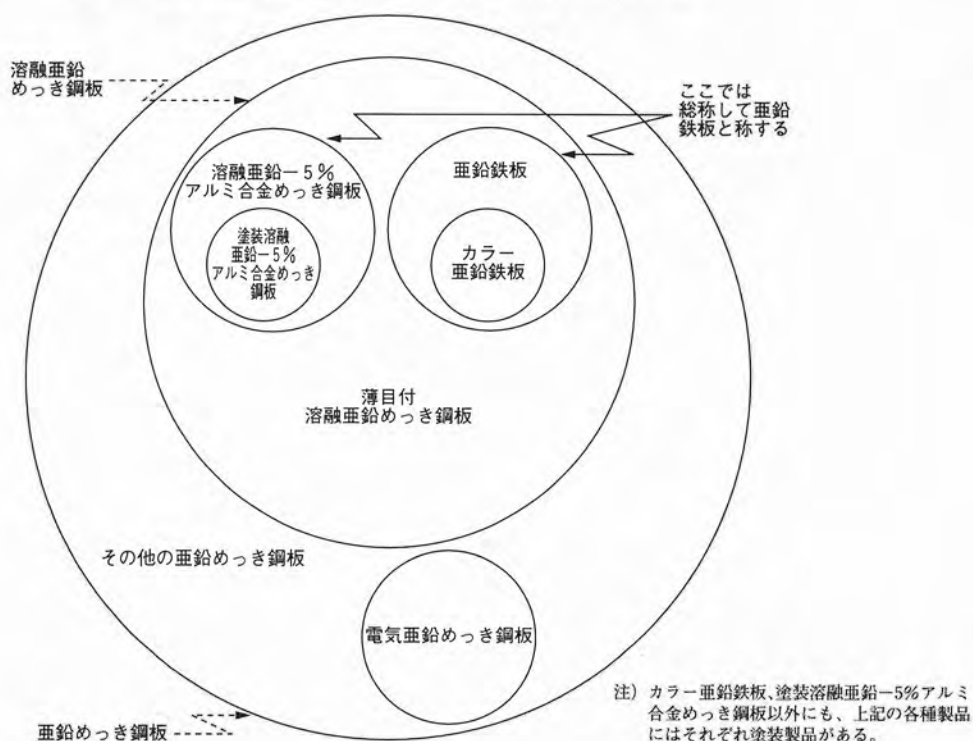 溶融亜鉛
めっき鋼板
ここでは
総称して亜鉛
鉄板と称する
溶融亜鉛ー5%
アルミ合金めっき鋼板
亜鉛鉄板
塗装溶融
亜鉛ー5%
アルミ合金めっき
鋼板
カラー
亜鉛鉄板
薄目付
溶融亜鉛めっき鋼板
その他の亜鉛めっき鋼板
電気亜鉛めっき鋼板
亜鉛めっき鋼板
注) カラー亜鉛鉄板、塗装溶融亜鉛ー5%アルミ
合金めっき鋼板以外にも、上記の各種製品
にはそれぞれ塗装製品がある。